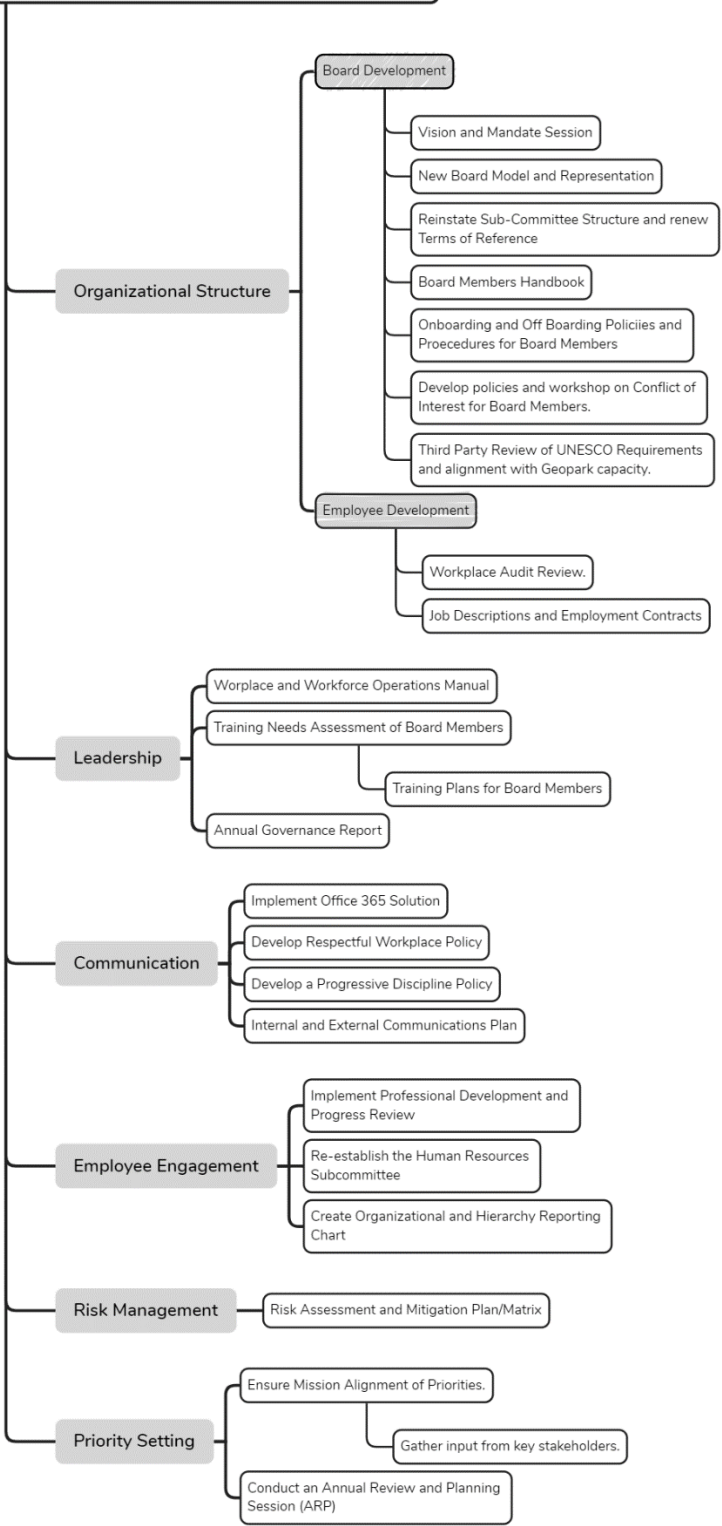 Board Development
Vision and Mandate Session
New Board Model and Representation
Reinstate Sub-Committee Structure and renew
Terms of Reference
Organizational Structure
Board Members Handbook
Onboarding and Off Boarding Policiies and
Proecedures for Board Members
Develop policies and workshop on Conflict of
Interest for Board Members.
Third Party Review of UNESCO Requirements
and alignment with Geopark capacity.
Employee Development
Workplace Audit Review.
Job Descriptions and Employment Contracts
Leadership
Worplace and Workforce Operations Manual
Training Needs Assessment of Board Members
Training Plans for Board Members
Annual Governance Report
Communication
Implement Office 365 Solution
Develop Respectful Workplace Policy
Develop a Progressive Discipline Policy
Internal and External Communications Plan
Employee Engagement
Implement Professional Development and
Progress Review
Re-establish the Human Resources
Subcommittee
Create Organizational and Hierarchy Reporting
Chart
Risk Management
Risk Assessment and Mitigation Plan/Matrix
Priority Setting
Ensure Mission Alignment of Priorities.
Gather input from key stakeholders.
Conduct an Annual Review and Planning
Session (ARP)